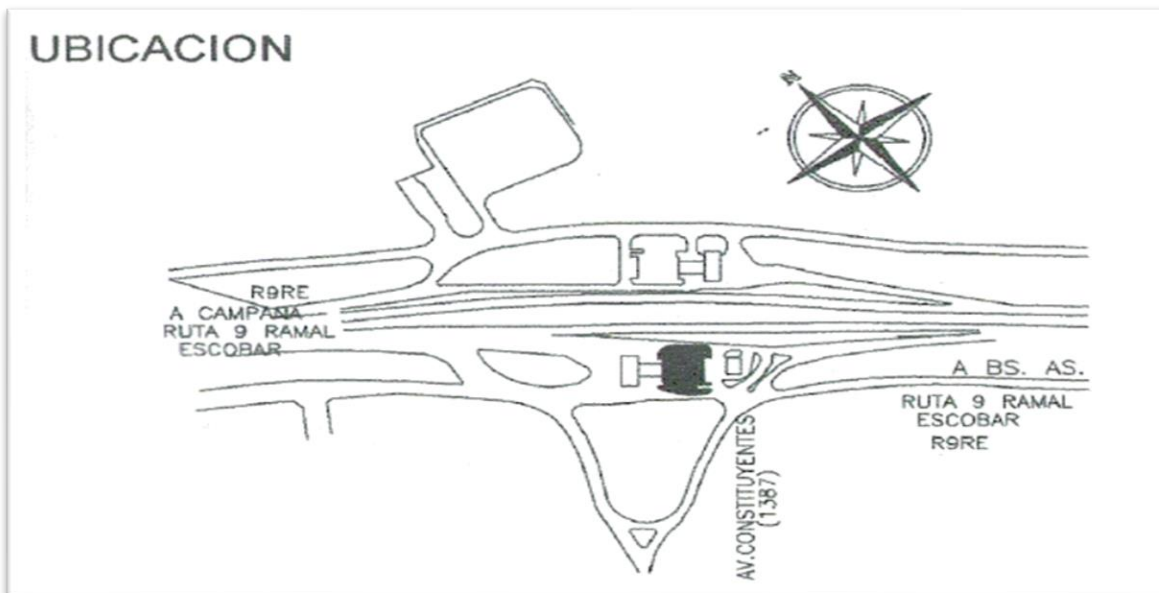 UBICACION
N
R9RE
A CAMPANA
RUTA 9 RAMAL
ESCOBAR
A BS. AS.
RUTA 9 RAMAL
ESCOBAR
R9RE
AV.CONSTITUYENTES
(1387)